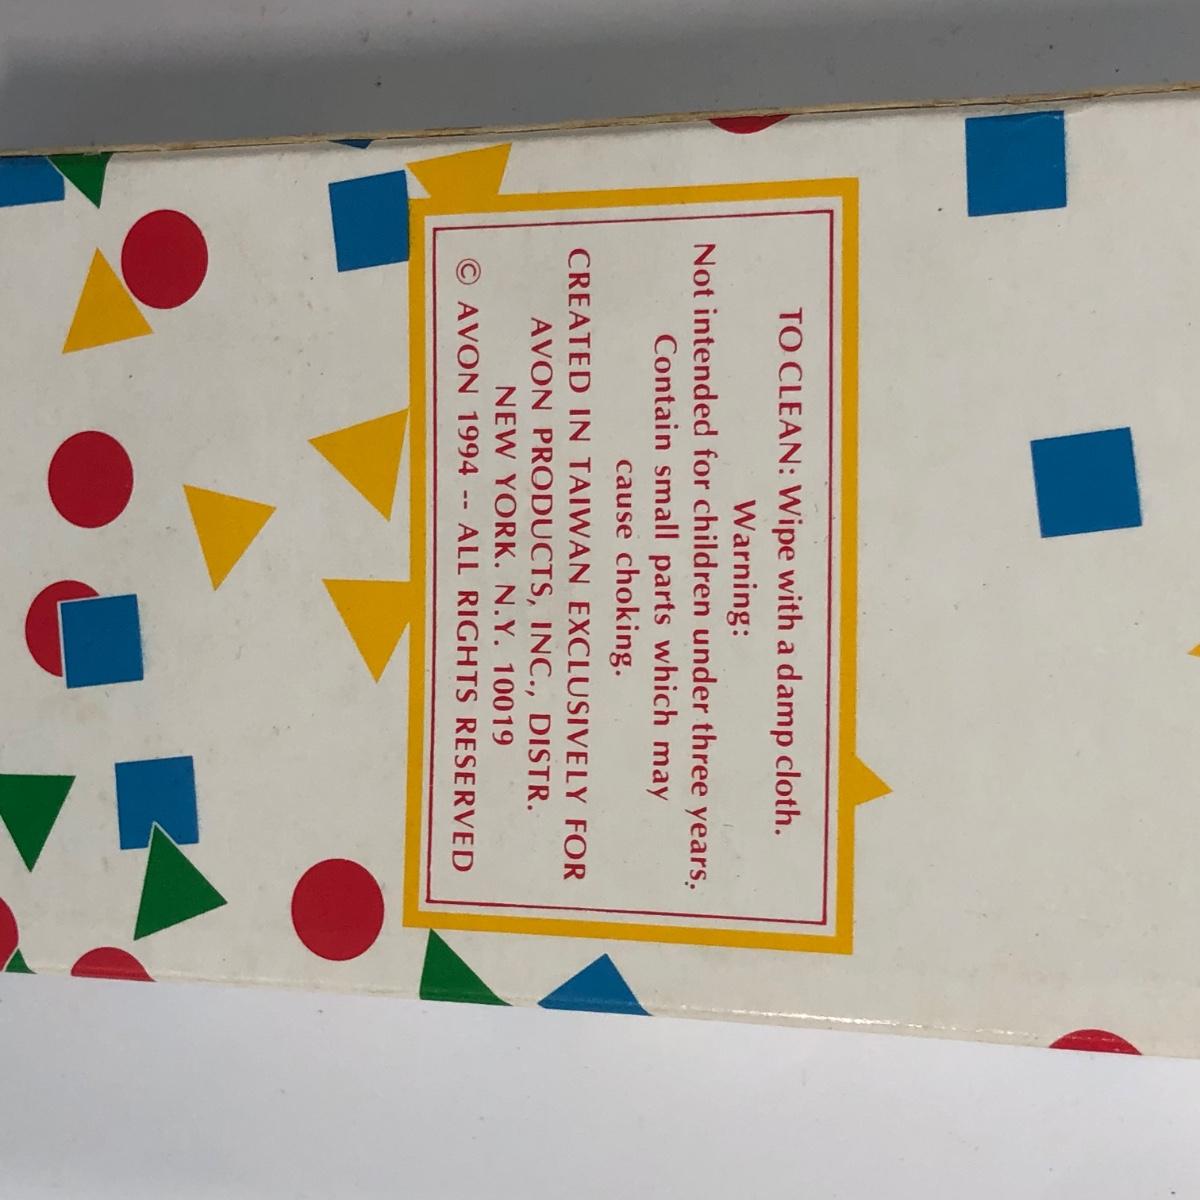 TO CLEAN: Wipe with a damp cloth.
Warning:
Not intended for children under three years.
Contain small parts which may
cause choking.
CREATED IN TAIWAN EXCLUSIVELY FOR
AVON PRODUCTS, INC., DISTR.
NEW YORK. N.Y. 10019
© AVON 1994 -- ALL RIGHTS RESERVED